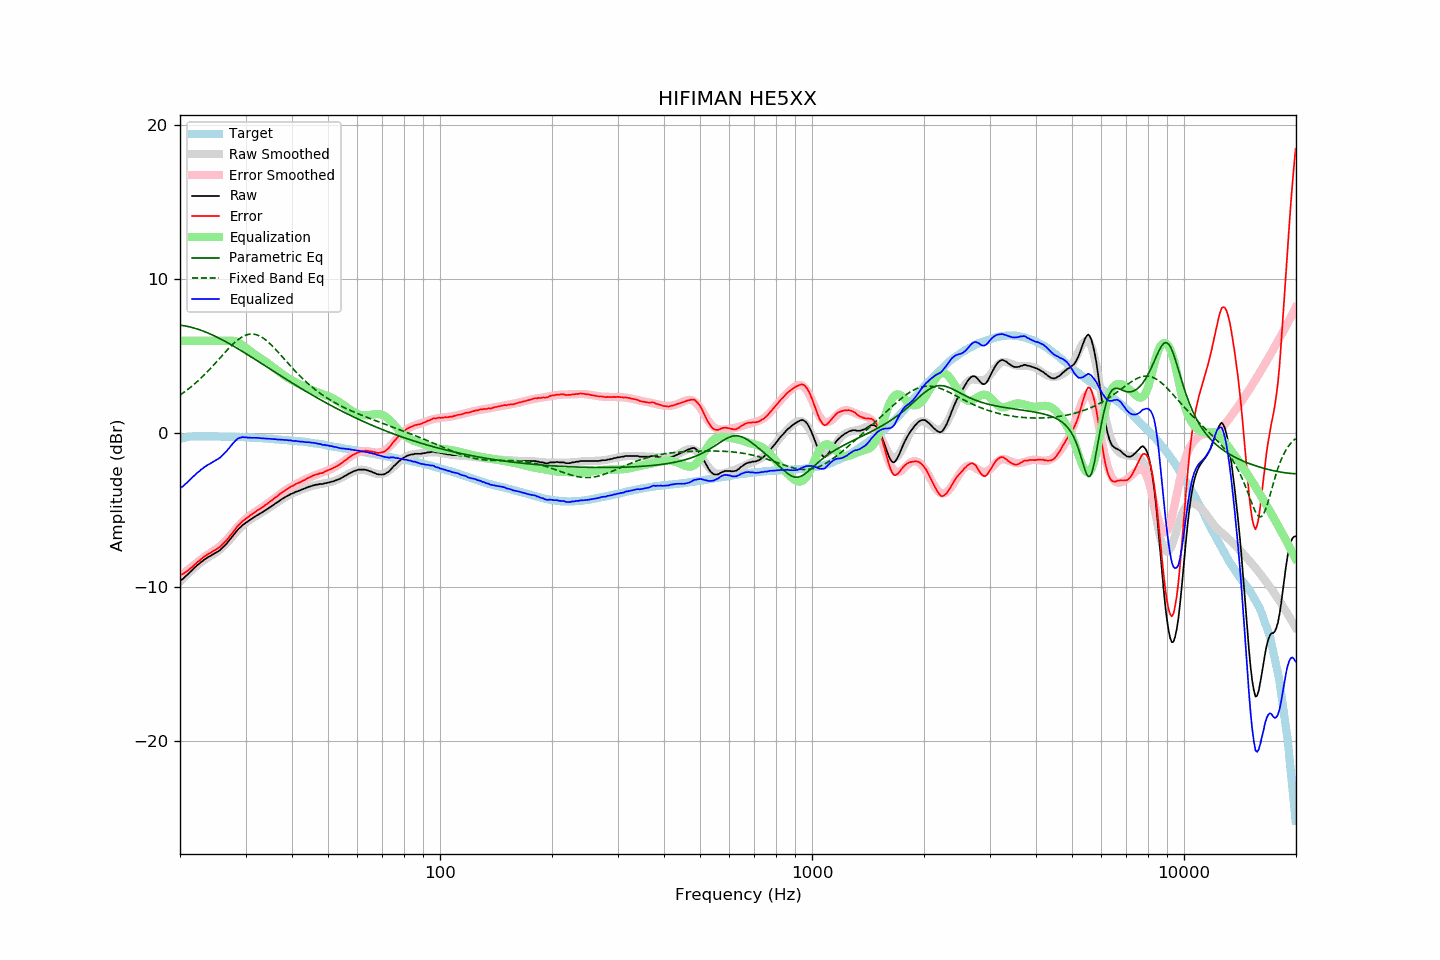 HIFIMAN HE5XX
20
10
0
−10
−20
Amplitude (dBr)
Target
Raw Smoothed
Error Smoothed
Raw
Error
Equalization
Parametric Eq
Fixed Band Eq
Equalized
100
1000
10000
Frequency (Hz)